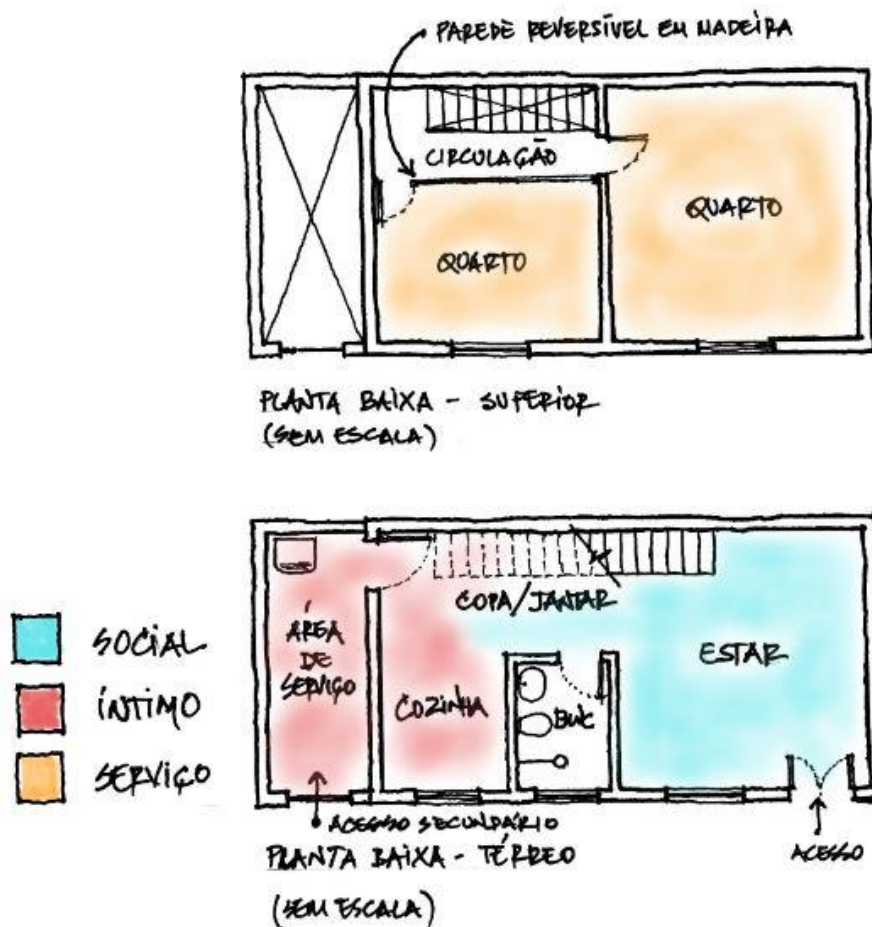 PAREDE REVERSÍVEL EM MADEIRA
CIRCULAÇÃO
QUARTO
QUARTO
PLANTA BAIXA - SUPERIOR
(SEM ESCALA)
SOCIAL
ÍNTIMO
SERVIÇO
COPA/JANTAR
ÁREA
DE
SERVIÇO
COZINHA
BWC
ESTAR
ACESSO SECUNDÁRIO
ACESSO
PLANTA BAIXA - TÉRREO
(SEM ESCALA)